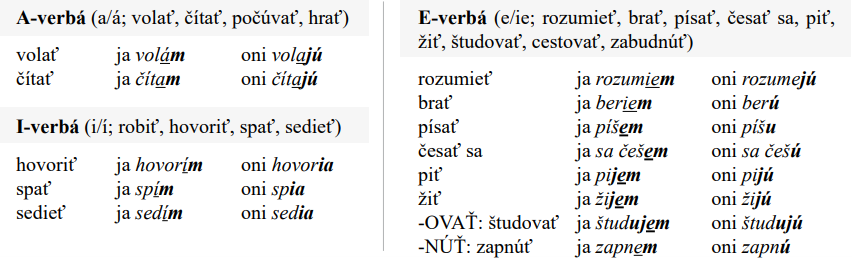 A-verbá (a/á; volať, čítať, počúvať, hrať)
volať ja volám oni volajú
čítať ja čítam oni čítajú
I-verbá (i/í; robiť, hovoriť, spať, sedieť)
hovoriť ja hovorím oni hovoria
spať ja spím oni spia
sedieť ja sedím oni sedia
E-verbá (e/ie; rozumieť, brať, písať, česať sa, piť,
žiť, študovať, cestovať, zabudnúť)
rozumieť ja rozumiem oni rozumejú
brať ja beriem oni berú
písať ja píšem oni píšu
česať sa ja sa češem oni sa češú
piť ja pijem oni pijú
žiť ja žijem oni žijú
-OVAŤ: študovať ja študujem oni študujú
-NÚŤ: zapnúť ja zapnem oni zapnú